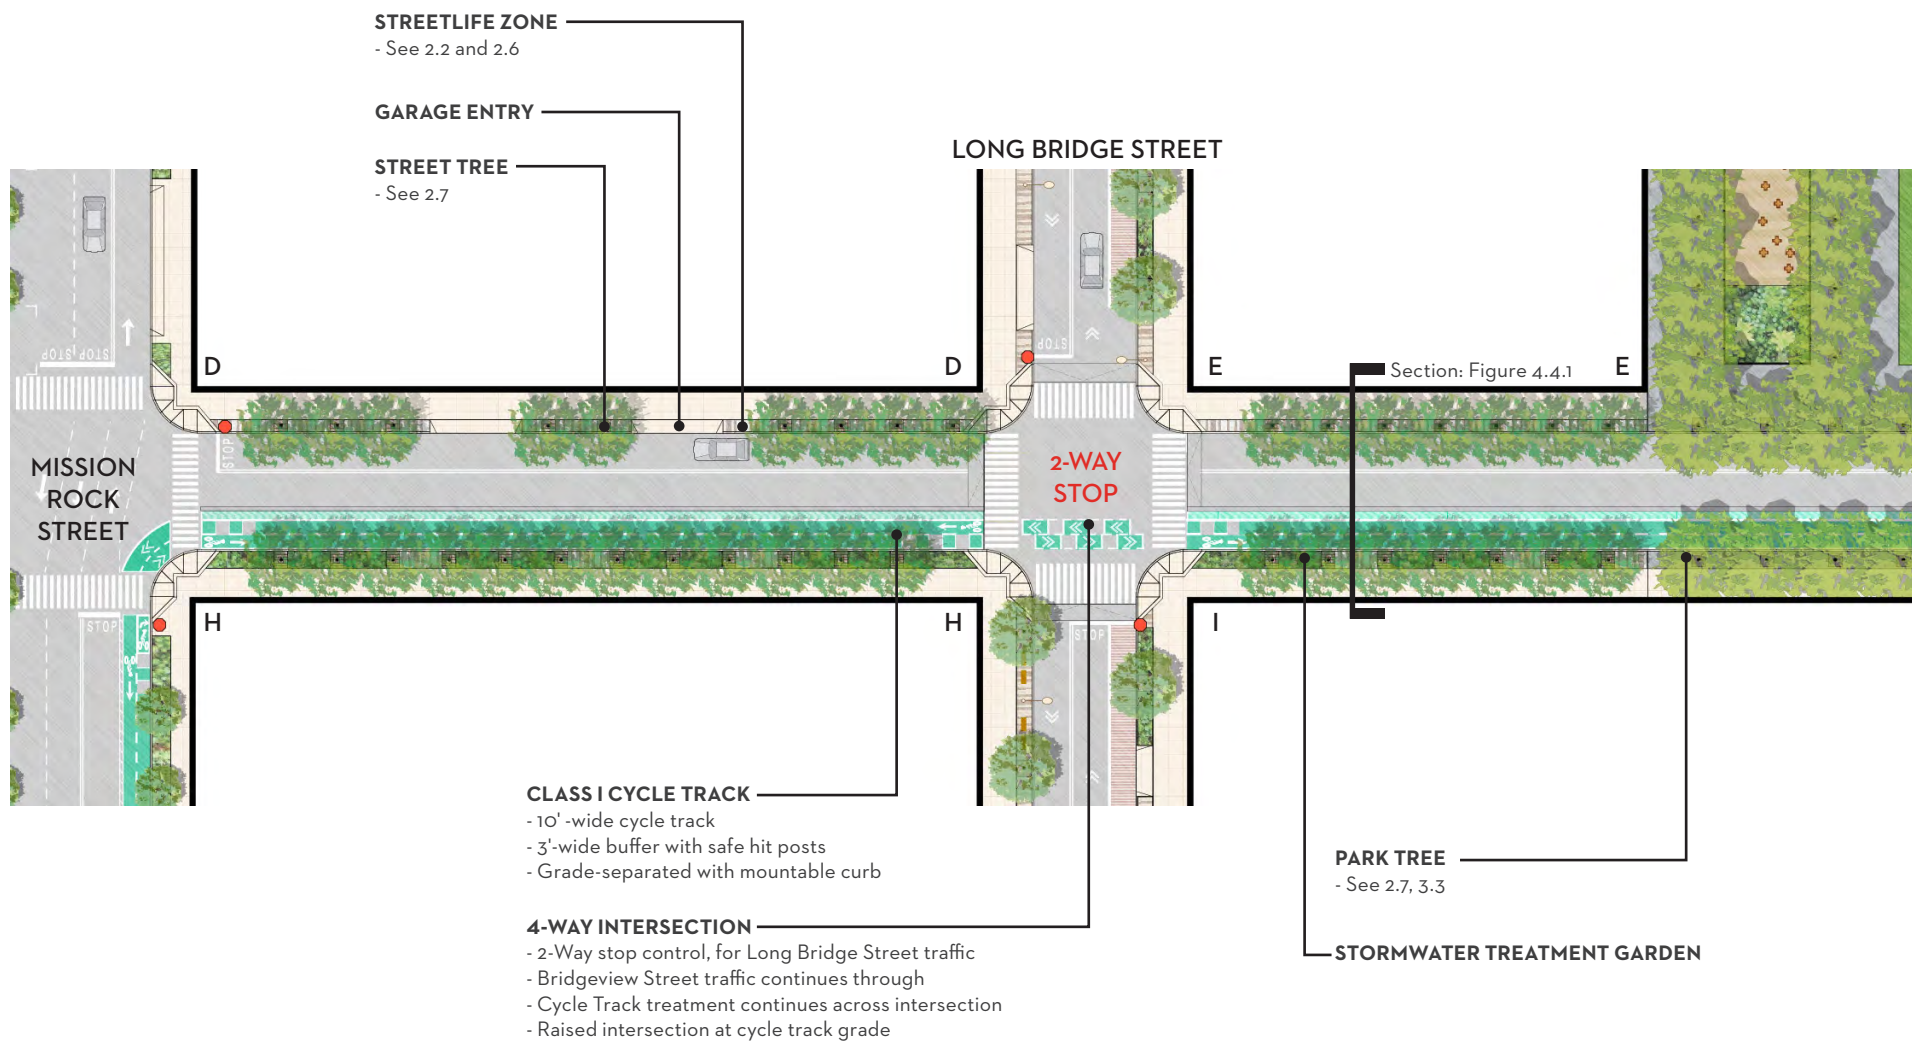 STREETLIFE ZONE
- See 2.2 and 2.6
GARAGE ENTRY
STREET TREE
- See 2.7
LONG BRIDGE STREET
STOP STOP
STOP
D
D
E
E
Section: Figure 4.4.1
STOP
MISSION
ROCK
STREET
2-WAY
STOP
STOP
H
H
I
STOP
CLASS I CYCLE TRACK
- 10' -wide cycle track
- 3'-wide buffer with safe hit posts
- Grade-separated with mountable curb
4-WAY INTERSECTION
- 2-Way stop control, for Long Bridge Street traffic
- Bridgeview Street traffic continues through
- Cycle Track treatment continues across intersection
- Raised intersection at cycle track grade
PARK TREE
- See 2.7, 3.3
STORMWATER TREATMENT GARDEN